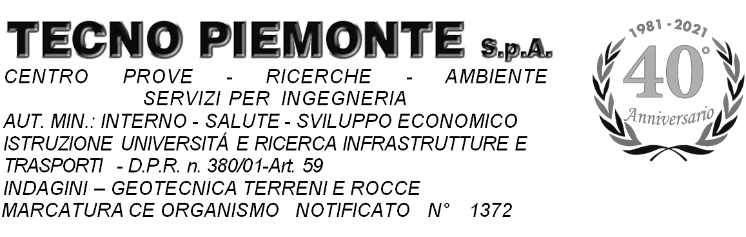 TECNO PIEMONTE S.p.A.
CENTRO PROVE - RICERCHE - AMBIENTE
SERVIZI PER INGEGNERIA
AUT. MIN.: INTERNO - SALUTE - SVILUPPO ECONOMICO
ISTRUZIONE UNIVERSITÁ E RICERCA INFRASTRUTTURE E
TRASPORTI - D.P.R. n. 380/01-Art. 59
INDAGINI – GEOTECNICA TERRENI E ROCCE
MARCATURA CE ORGANISMO NOTIFICATO N° 1372
1981 - 2021
40°
Anniversario